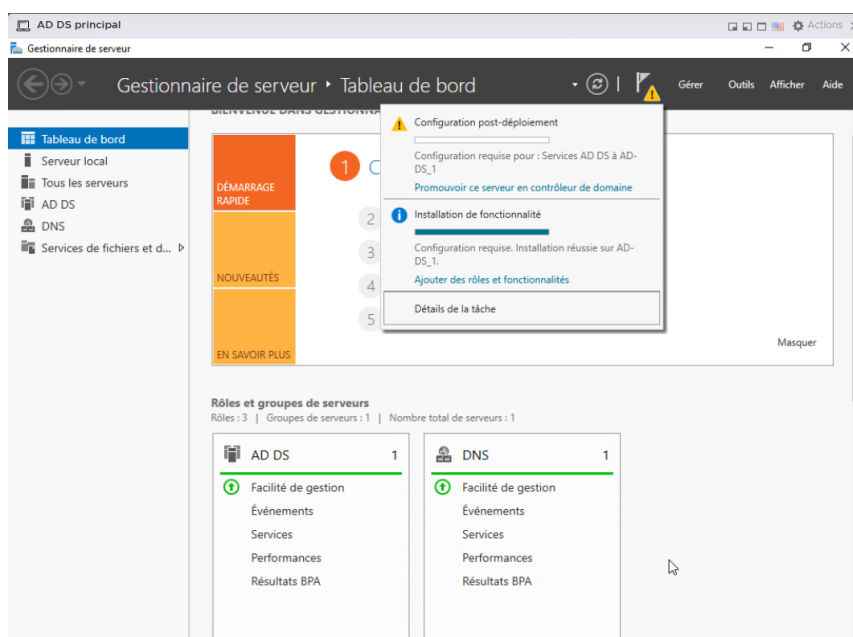 AD DS principal
Actions
Gestionnaire de serveur
Gestionnaire de serveur ‣ Tableau de bord
Gérer Outils Afficher Aide
BIENVENUE DANS
Tableau de bord
Serveur local
Tous les serveurs
AD DS
DNS
Services de fichiers et d...
DÉMARRAGE
RAPIDE
NOUVEAUTÉS
EN SAVOIR PLUS
1 C
2
3
4
5
Configuration post-déploiement
Configuration requise pour : Services AD DS à AD-
DS_1
Promouvoir ce serveur en contrôleur de domaine
Installation de fonctionnalité
Configuration requise. Installation réussie sur AD-
DS_1.
Ajouter des rôles et fonctionnalités
Détails de la tâche
Masquer
Rôles et groupes de serveurs
Rôles : 3 | Groupes de serveurs : 1 | Nombre total de serveurs : 1
AD DS 1
Facilité de gestion
Événements
Services
Performances
Résultats BPA
DNS 1
Facilité de gestion
Événements
Services
Performances
Résultats BPA